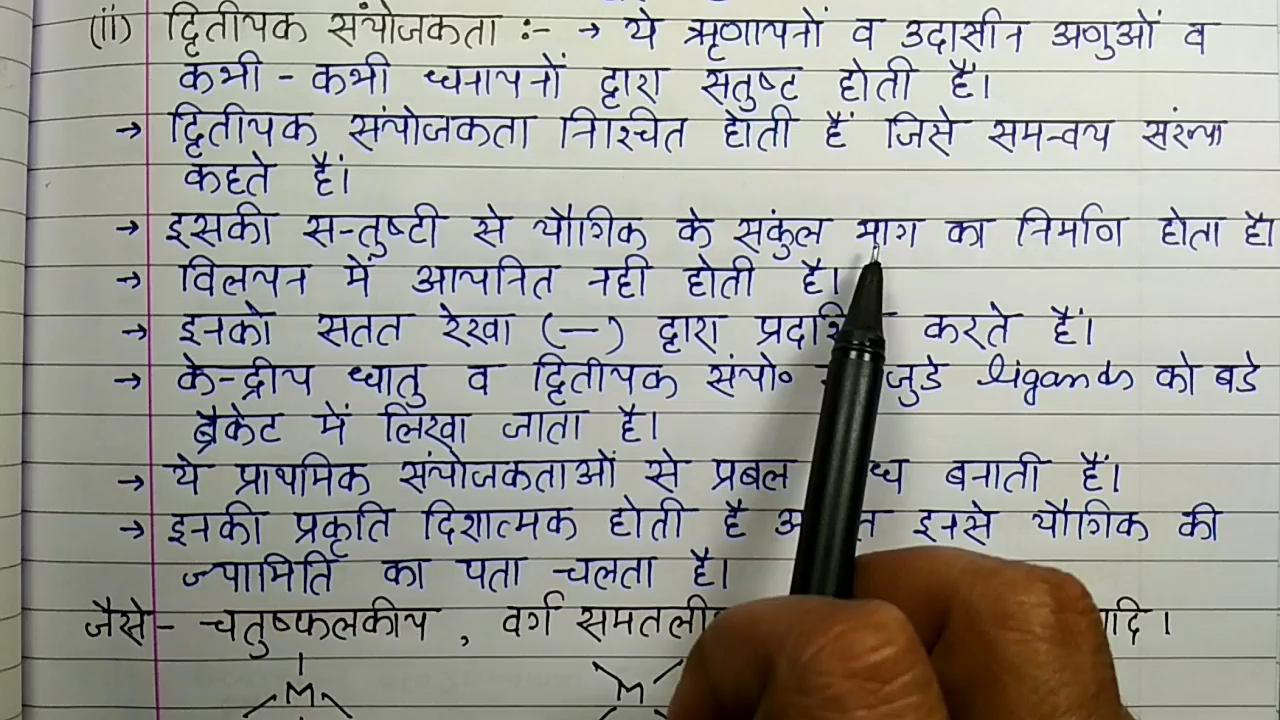 (ii) द्वितीयक संयोजकता :- → ये ऋणायनों व उदासीन अणुओं व
कभी - कभी धनायनों द्वारा संतुष्ट होती हैं।
→ द्वितीयक संयोजकता निश्चित होती हैं जिसे समन्वय संख्या
कहते हैं।
→ इसकी सन्तुष्टी से यौगिक के संकुल भाग का निर्माण होता है।
→ विलयन में आयनित नही होती है।
→ इनको सतत रेखा (—) द्वारा करते हैं।
→ केन्द्रीय धातु व द्वितीयक संयो० जुडे Ligands को बडे
ब्रैकेट में लिखा जाता है।
→ ये प्राथमिक संयोजकताओं से प्रबल बनाती हैं।
→ इनकी प्रकृति दिशात्मक होती है इनसे यौगिक की
ज्यामिति का पता चलता है।
जैसे- चतुष्फलकीय , वर्ग
M M